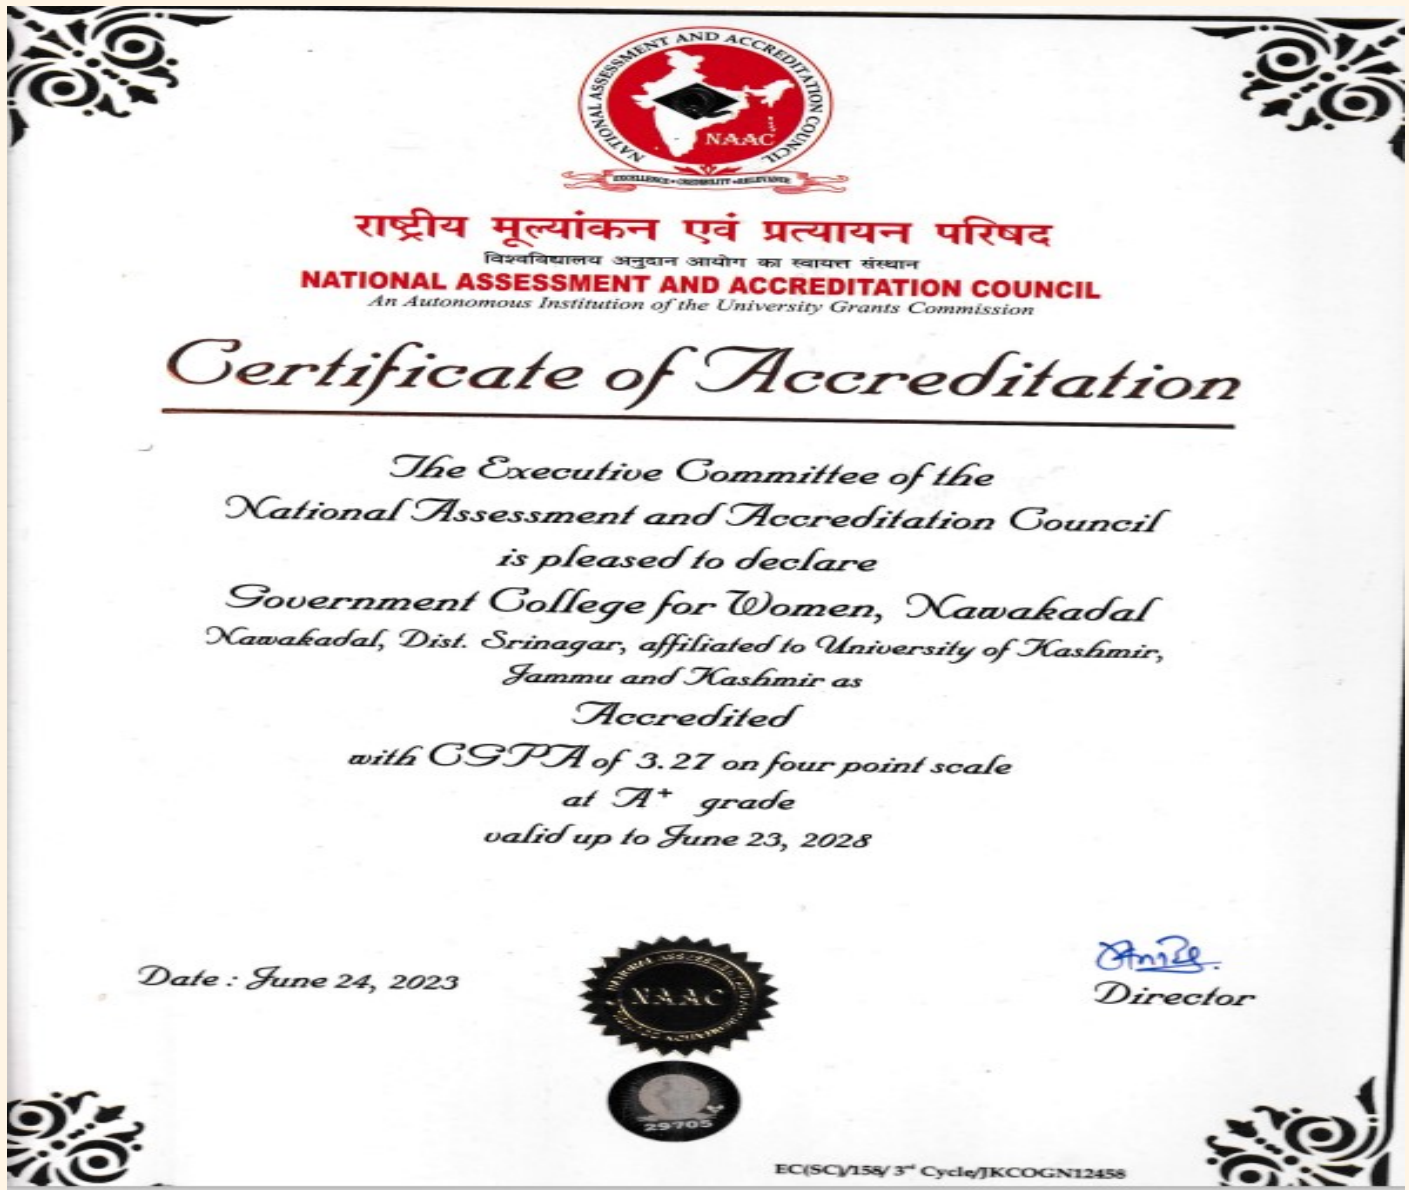 NATIONAL ASSESSMENT AND ACCREDITATION COUNCIL
NAAC
EXCELLENCE • CREDIBILITY • RELEVANCE
राष्ट्रीय मूल्यांकन एवं प्रत्यायन परिषद
विश्वविद्यालय अनुदान आयोग का स्वायत्त संस्थान
NATIONAL ASSESSMENT AND ACCREDITATION COUNCIL
An Autonomous Institution of the University Grants Commission
Certificate of Accreditation
The Executive Committee of the
National Assessment and Accreditation Council
is pleased to declare
Government College for Women, Nawakadal
Nawakadal, Dist. Srinagar, affiliated to University of Kashmir,
Jammu and Kashmir as
Accredited
with CGPA of 3.27 on four point scale
at A+ grade
valid up to June 23, 2028
Date : June 24, 2023
NAAC
Director
29705
EC(SC)/158/ 3rd Cycle/JKCOGN12458